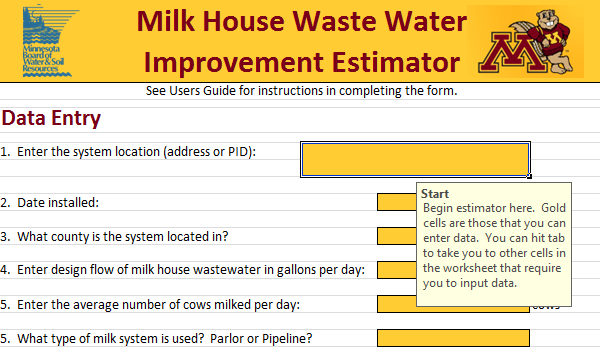 Milk House Waste Water
Improvement Estimator
Minnesota
Board of
Water & Soil
Resources
M
See Users Guide for instructions in completing the form.
Data Entry
1. Enter the system location (address or PID):
2. Date installed:
3. What county is the system located in?
4. Enter design flow of milk house wastewater in gallons per day:
5. Enter the average number of cows milked per day:
cows
5. What type of milk system is used? Parlor or Pipeline?
Start
Begin estimator here. Gold
cells are those that you can
enter data. You can hit tab
to take you to other cells in
the worksheet that require
you to input data.